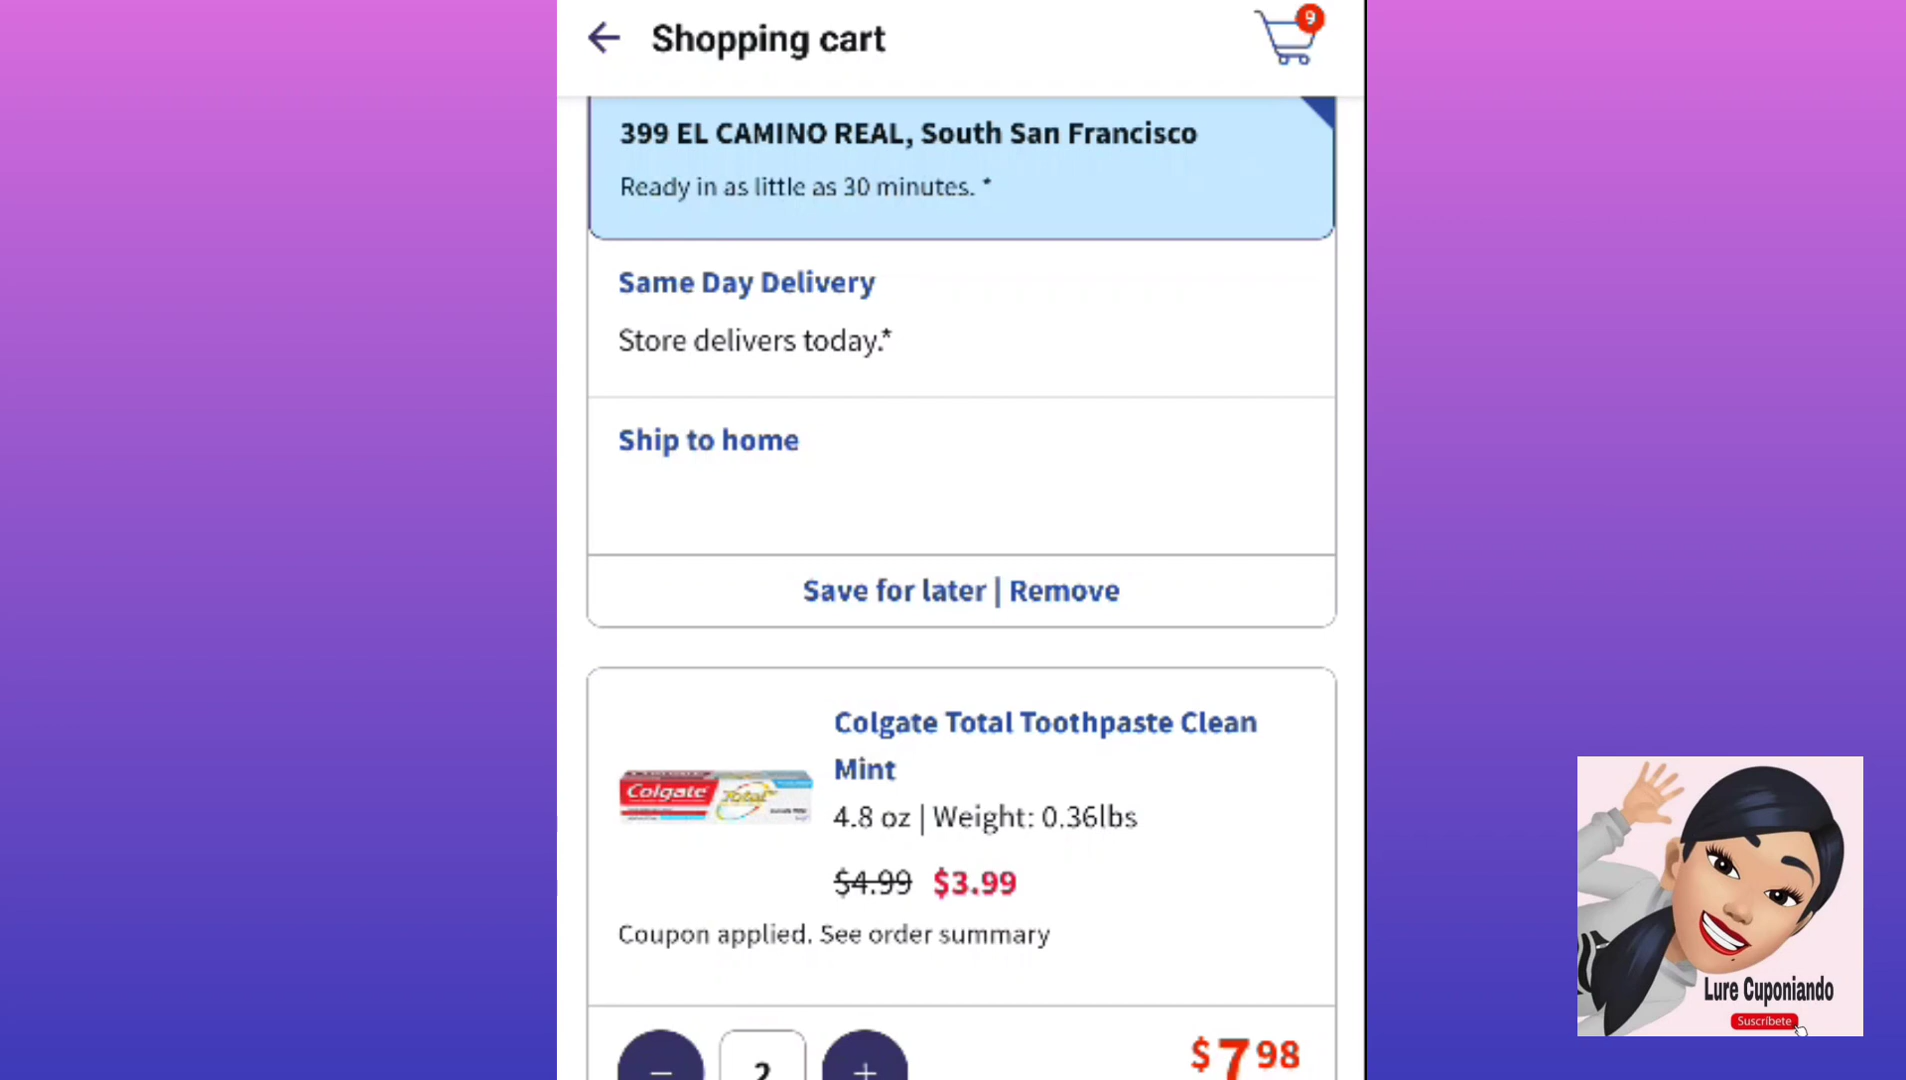 Shopping cart
9
399 EL CAMINO REAL, South San Francisco
Ready in as little as 30 minutes. *
Same Day Delivery
Store delivers today.*
Ship to home
Save for later | Remove
Colgate Total Toothpaste Clean
Mint
4.8 oz | Weight: 0.36lbs
$4.99 $3.99
Coupon applied. See order summary
Colgate Total
− 2 + $7 98
Lure Cuponiando
Suscríbete